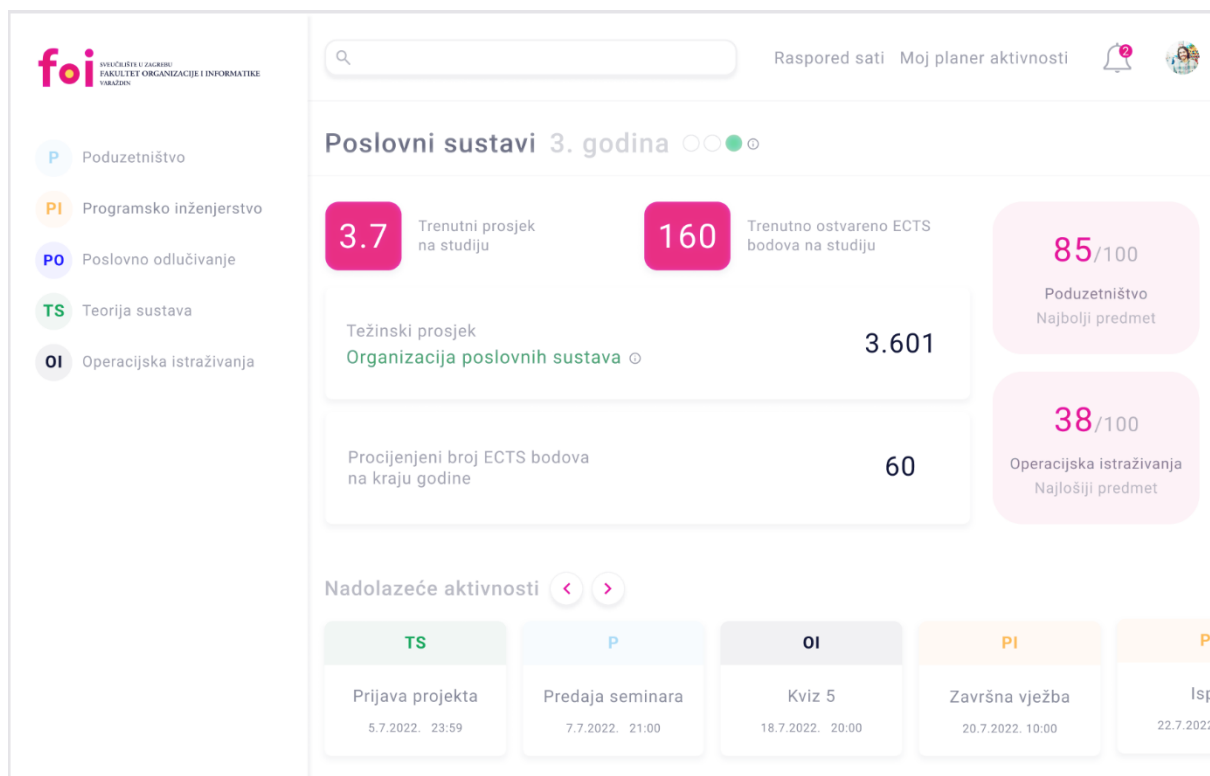 foi
SVEUČILIŠTE U ZAGREBU
FAKULTET ORGANIZACIJE I INFORMATIKE
VARAŽDIN
Raspored sati
Moj planer aktivnosti
2
P Poduzetništvo
PI Programsko inženjerstvo
PO Poslovno odlučivanje
TS Teorija sustava
OI Operacijska istraživanja
Poslovni sustavi 3. godina
3.7
Trenutni prosjek
na studiju
160
Trenutno ostvareno ECTS
bodova na studiju
85/100
Poduzetništvo
Najbolji predmet
Težinski prosjek
Organizacija poslovnih sustava
3.601
38/100
Operacijska istraživanja
Najlošiji predmet
Procijenjeni broj ECTS bodova
na kraju godine
60
Nadolazeće aktivnosti
TS
Prijava projekta
5.7.2022. 23:59
P
Predaja seminara
7.7.2022. 21:00
OI
Kviz 5
18.7.2022. 20:00
PI
Završna vježba
20.7.2022. 10:00
P
Isp
22.7.2022